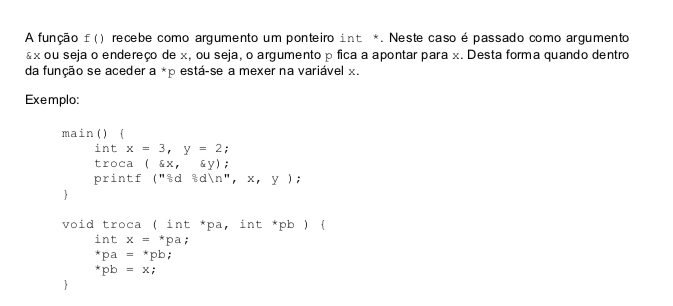 A função f() recebe como argumento um ponteiro int *. Neste caso é passado como argumento
&x ou seja o endereço de x, ou seja, o argumento p fica a apontar para x. Desta forma quando dentro
da função se aceder a *p está-se a mexer na variável x.
Exemplo:
main() {
    int x = 3, y = 2;
    troca ( &x,  &y);
    printf ("%d %d\n", x, y );
}
void troca ( int *pa, int *pb ) {
    int x = *pa;
    *pa = *pb;
    *pb = x;
}